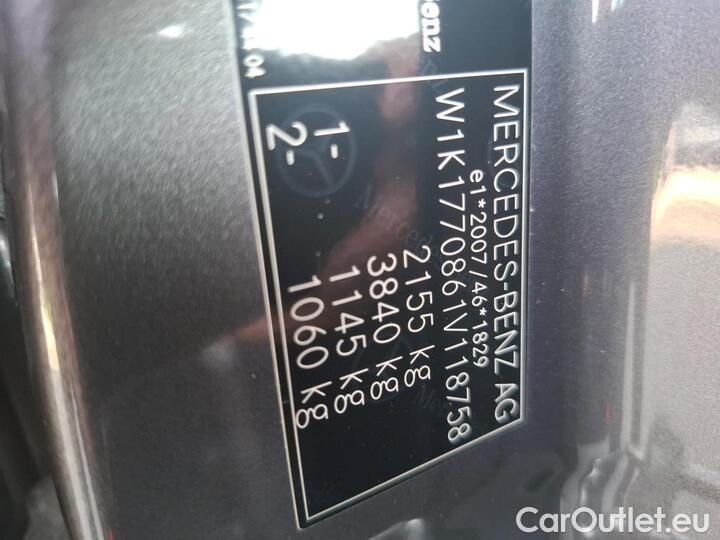 MERCEDES-BENZ AG
e1*2007/46*1829
W1K1770861V118758
2155 kg
3840 kg
1- 1145 kg
2- 1060 kg
CarOutlet.eu